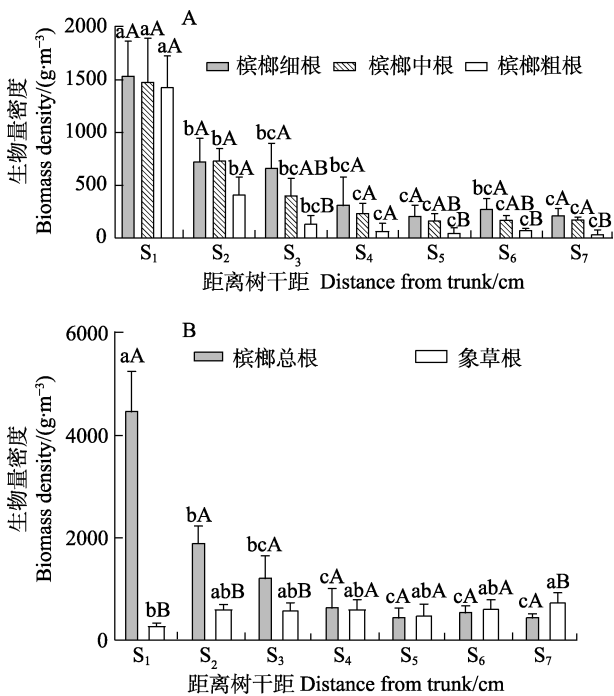 A
2000
1500
1000
500
0
生物量密度
Biomass density/(g·m⁻³)
槟榔细根 槟榔中根 槟榔粗根
aA aA aA
bA bA bA
bcA bcAB bcB
bcA cA cA
cA cAB cB
bcA cAB cB
cA cA cB
S₁ S₂ S₃ S₄ S₅ S₆ S₇
距离树干距 Distance from trunk/cm
B
6000
4000
2000
0
生物量密度
Biomass density/(g·m⁻³)
槟榔总根 象草根
aA bB
bA abB
bcA abB
cA abA
cA abA
cA abA
cA aB
S₁ S₂ S₃ S₄ S₅ S₆ S₇
距离树干距 Distance from trunk/cm